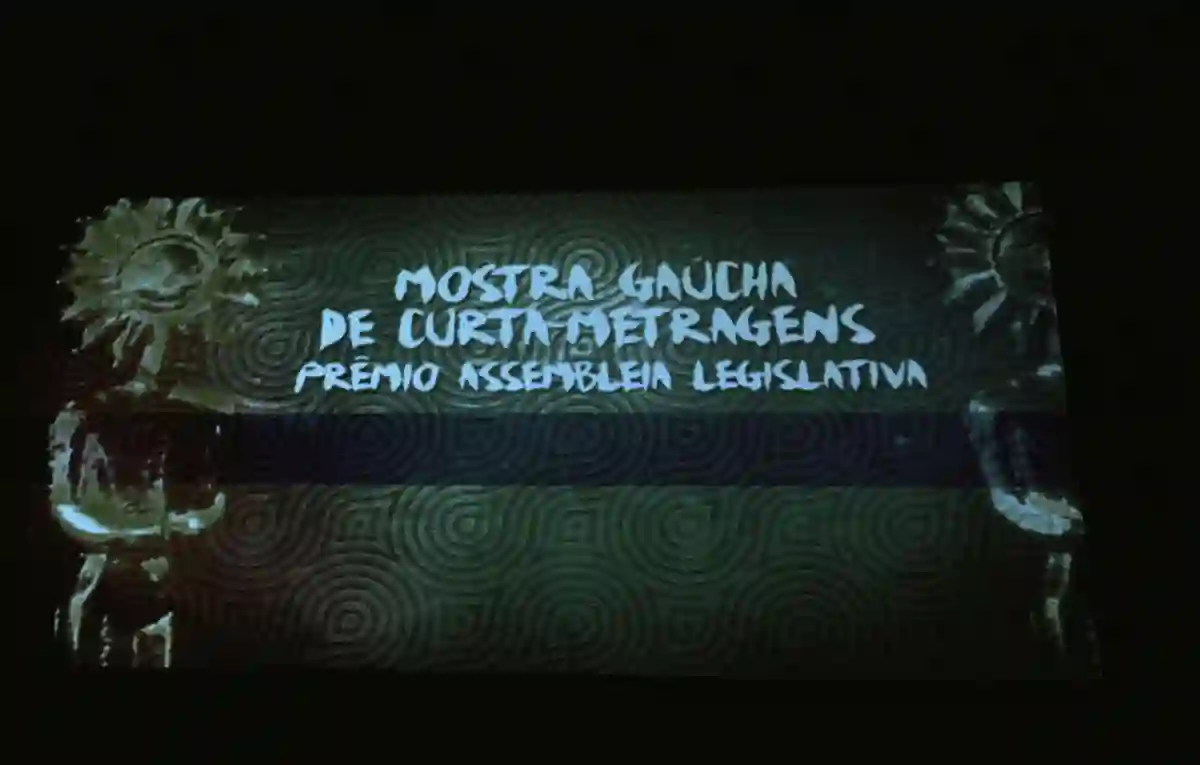 MOSTRA GAÚCHA
DE CURTA-METRAGENS
PRÊMIO ASSEMBLEIA LEGISLATIVA